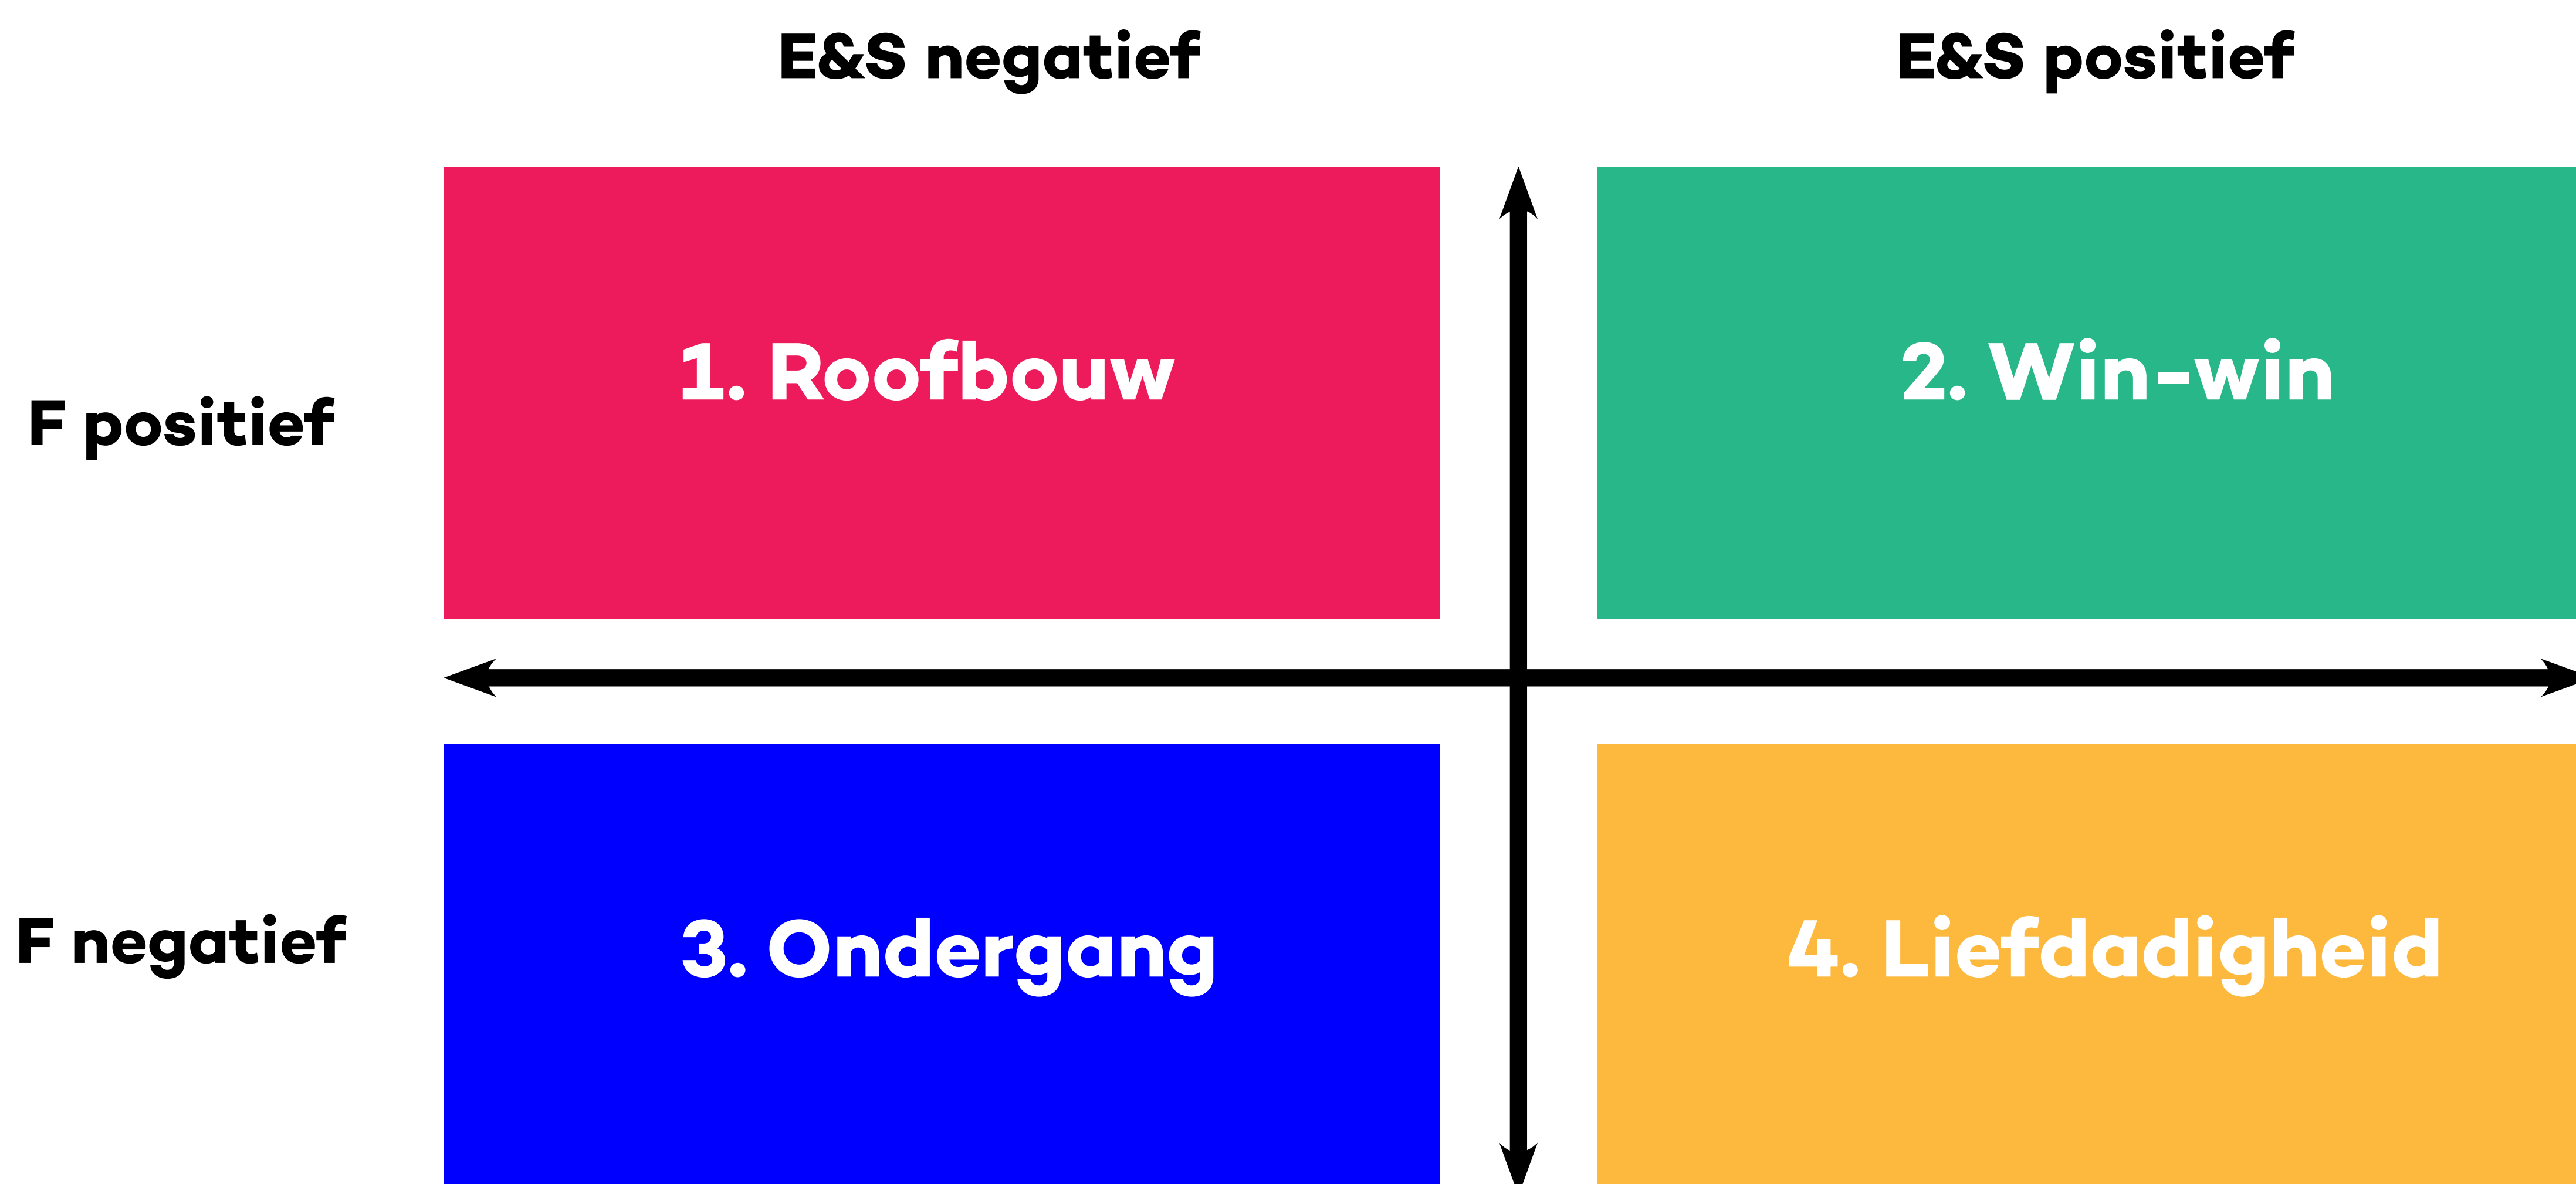 E&S negatief
E&S positief
F positief
1. Roofbouw
2. Win-win
F negatief
3. Ondergang
4. Liefdadigheid